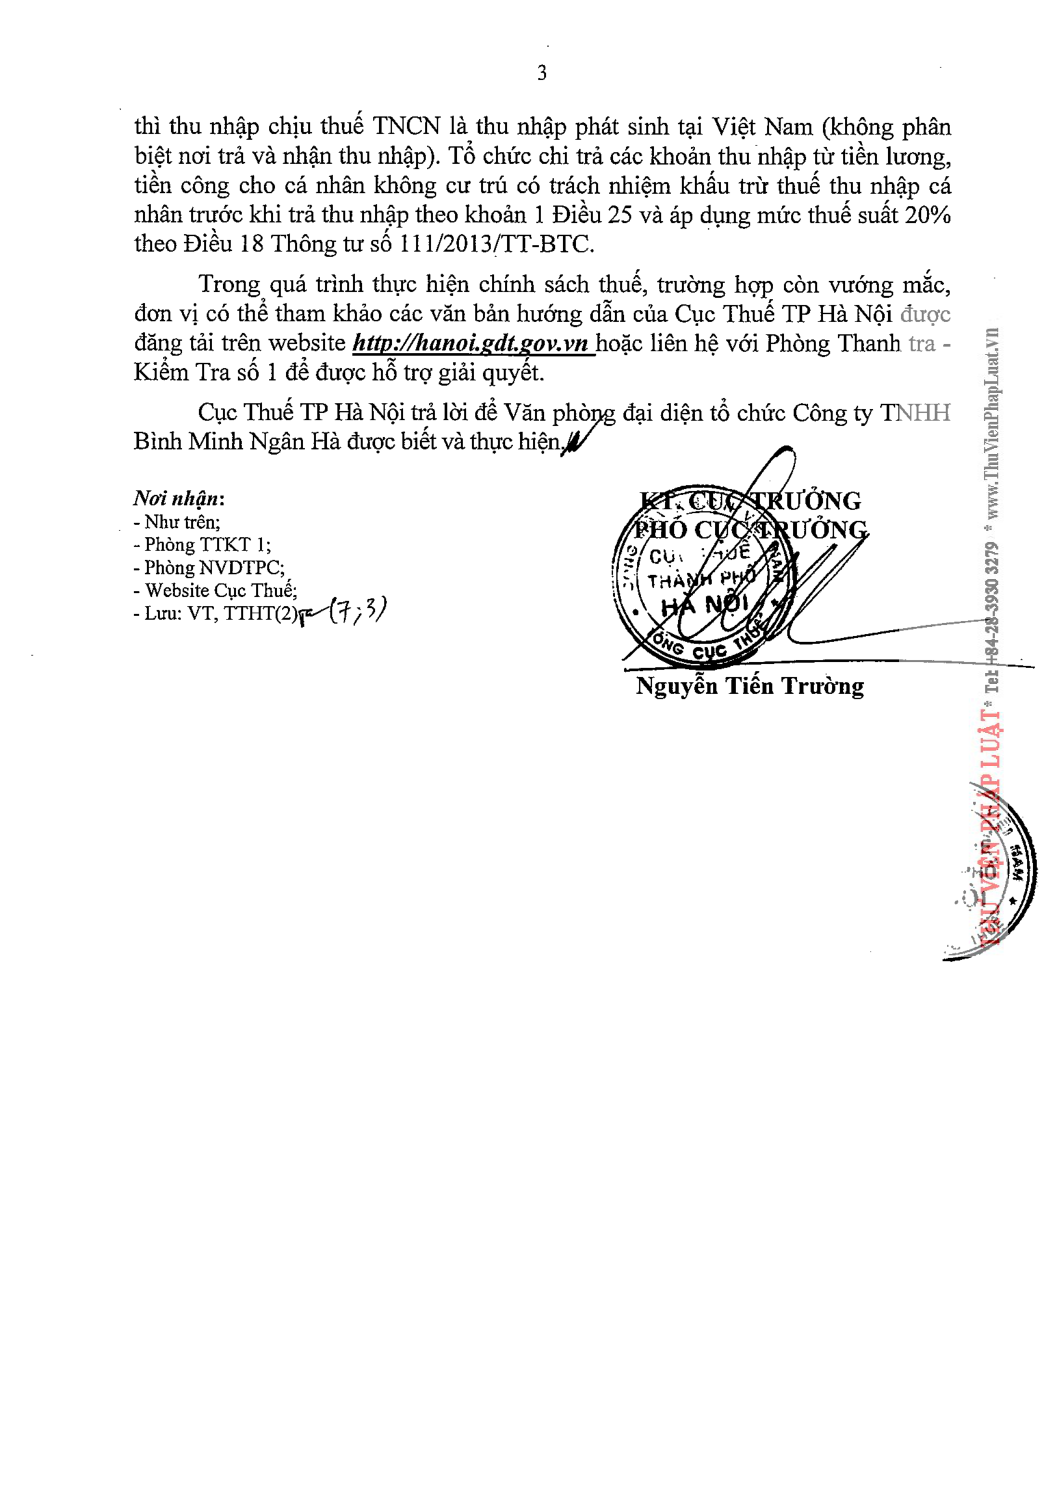 3
thì thu nhập chịu thuế TNCN là thu nhập phát sinh tại Việt Nam (không phân
biệt nơi trả và nhận thu nhập). Tổ chức chi trả các khoản thu nhập từ tiền lương,
tiền công cho cá nhân không cư trú có trách nhiệm khấu trừ thuế thu nhập cá
nhân trước khi trả thu nhập theo khoản 1 Điều 25 và áp dụng mức thuế suất 20%
theo Điều 18 Thông tư số 111/2013/TT-BTC.
Trong quá trình thực hiện chính sách thuế, trường hợp còn vướng mắc,
đơn vị có thể tham khảo các văn bản hướng dẫn của Cục Thuế TP Hà Nội được
đăng tải trên website http://hanoi.gdt.gov.vn hoặc liên hệ với Phòng Thanh tra -
Kiểm Tra số 1 để được hỗ trợ giải quyết.
Cục Thuế TP Hà Nội trả lời để Văn phòng đại diện tổ chức Công ty TNHH
Bình Minh Ngân Hà được biết và thực hiện.
Nơi nhận:
- Như trên;
- Phòng TTKT 1;
- Phòng NVDTPC;
- Website Cục Thuế;
- Lưu: VT, TTHT(2). (7;3)
KT. CỤC TRƯỞNG
PHÓ CỤC TRƯỞNG
THÀNH PHỐ
HÀ NỘI
TỔNG CỤC THUẾ
NAM
Nguyễn Tiến Trường
THƯ VIỆN PHÁP LUẬT * Tel: +84-28-3930 3279 * www.ThuVienPhapLuat.vn
NAM